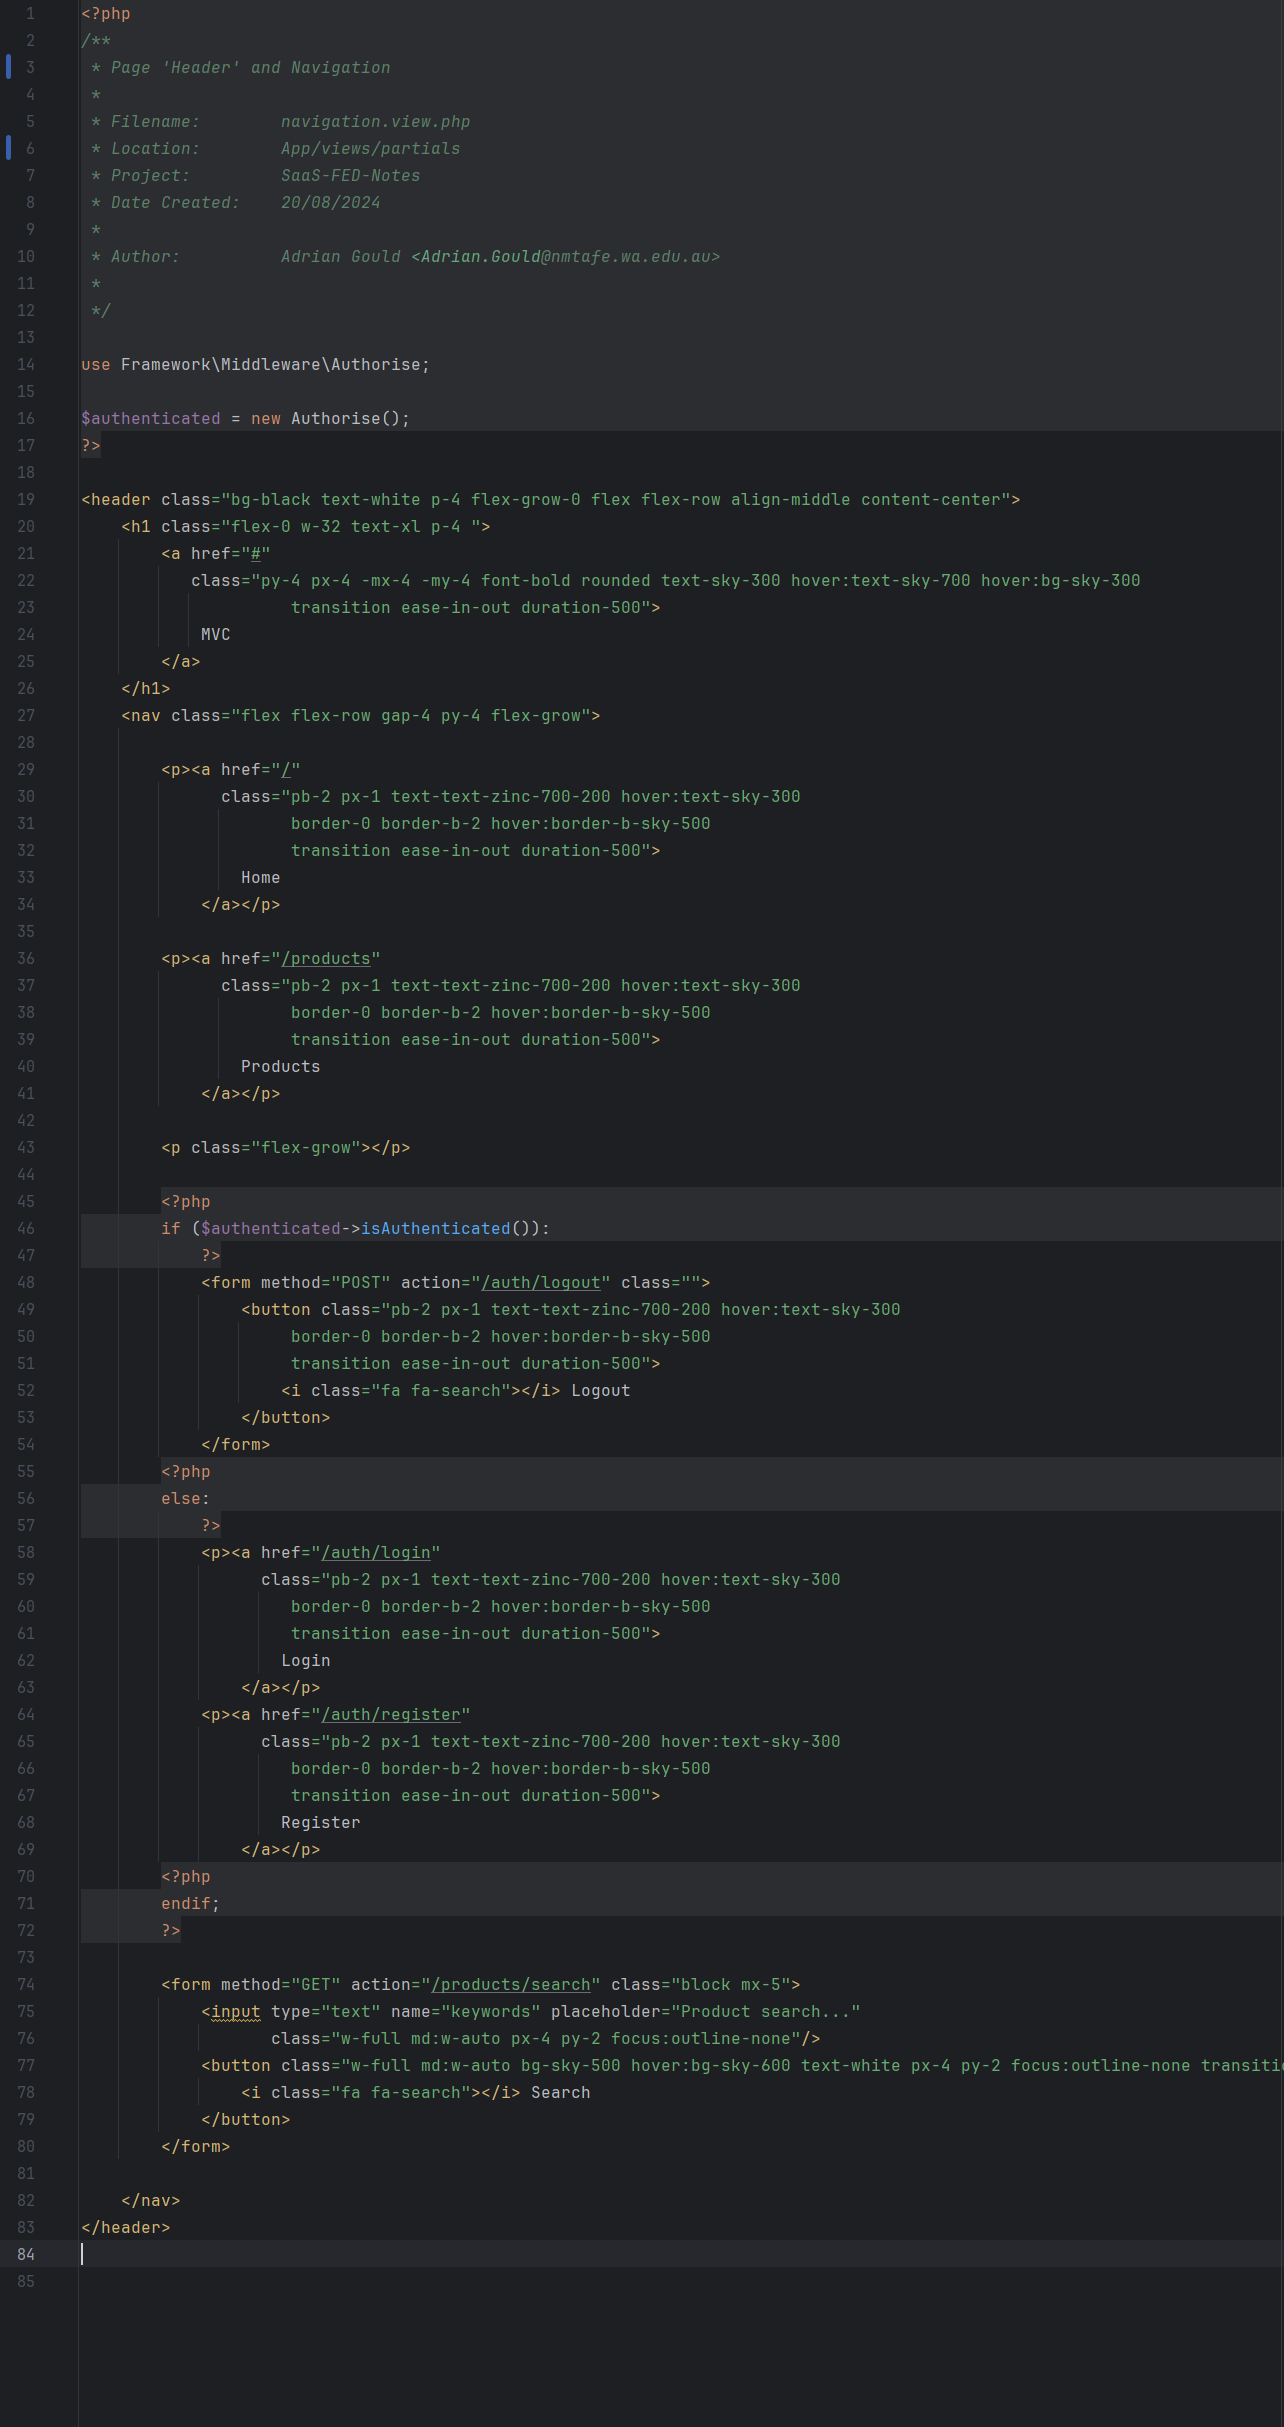 1 <?php
2 /**
3  * Page 'Header' and Navigation
4  *
5  * Filename:        navigation.view.php
6  * Location:        App/views/partials
7  * Project:         SaaS-FED-Notes
8  * Date Created:    20/08/2024
9  *
10  * Author:          Adrian Gould <Adrian.Gould@nmtafe.wa.edu.au>
11  *
12  */
13
14 use Framework\Middleware\Authorise;
15
16 $authenticated = new Authorise();
17 ?>
18
19 <header class="bg-black text-white p-4 flex-grow-0 flex flex-row align-middle content-center">
20     <h1 class="flex-0 w-32 text-xl p-4 ">
21         <a href="#"
22            class="py-4 px-4 -mx-4 -my-4 font-bold rounded text-sky-300 hover:text-sky-700 hover:bg-sky-300
23                      transition ease-in-out duration-500">
24             MVC
25         </a>
26     </h1>
27     <nav class="flex flex-row gap-4 py-4 flex-grow">
28
29         <p><a href="/"
30               class="pb-2 px-1 text-text-zinc-700-200 hover:text-sky-300
31                      border-0 border-b-2 hover:border-b-sky-500
32                      transition ease-in-out duration-500">
33                 Home
34             </a></p>
35
36         <p><a href="/products"
37               class="pb-2 px-1 text-text-zinc-700-200 hover:text-sky-300
38                      border-0 border-b-2 hover:border-b-sky-500
39                      transition ease-in-out duration-500">
40                 Products
41             </a></p>
42
43         <p class="flex-grow"></p>
44
45         <?php
46         if ($authenticated->isAuthenticated()):
47             ?>
48             <form method="POST" action="/auth/logout" class="">
49                 <button class="pb-2 px-1 text-text-zinc-700-200 hover:text-sky-300
50                      border-0 border-b-2 hover:border-b-sky-500
51                      transition ease-in-out duration-500">
52                     <i class="fa fa-search"></i> Logout
53                 </button>
54             </form>
55         <?php
56         else:
57             ?>
58             <p><a href="/auth/login"
59                   class="pb-2 px-1 text-text-zinc-700-200 hover:text-sky-300
60                      border-0 border-b-2 hover:border-b-sky-500
61                      transition ease-in-out duration-500">
62                     Login
63                 </a></p>
64             <p><a href="/auth/register"
65                   class="pb-2 px-1 text-text-zinc-700-200 hover:text-sky-300
66                      border-0 border-b-2 hover:border-b-sky-500
67                      transition ease-in-out duration-500">
68                     Register
69                 </a></p>
70         <?php
71         endif;
72         ?>
73
74         <form method="GET" action="/products/search" class="block mx-5">
75             <input type="text" name="keywords" placeholder="Product search..."
76                    class="w-full md:w-auto px-4 py-2 focus:outline-none"/>
77             <button class="w-full md:w-auto bg-sky-500 hover:bg-sky-600 text-white px-4 py-2 focus:outline-none
78                 <i class="fa fa-search"></i> Search
79             </button>
80         </form>
81
82     </nav>
83 </header>
84
85